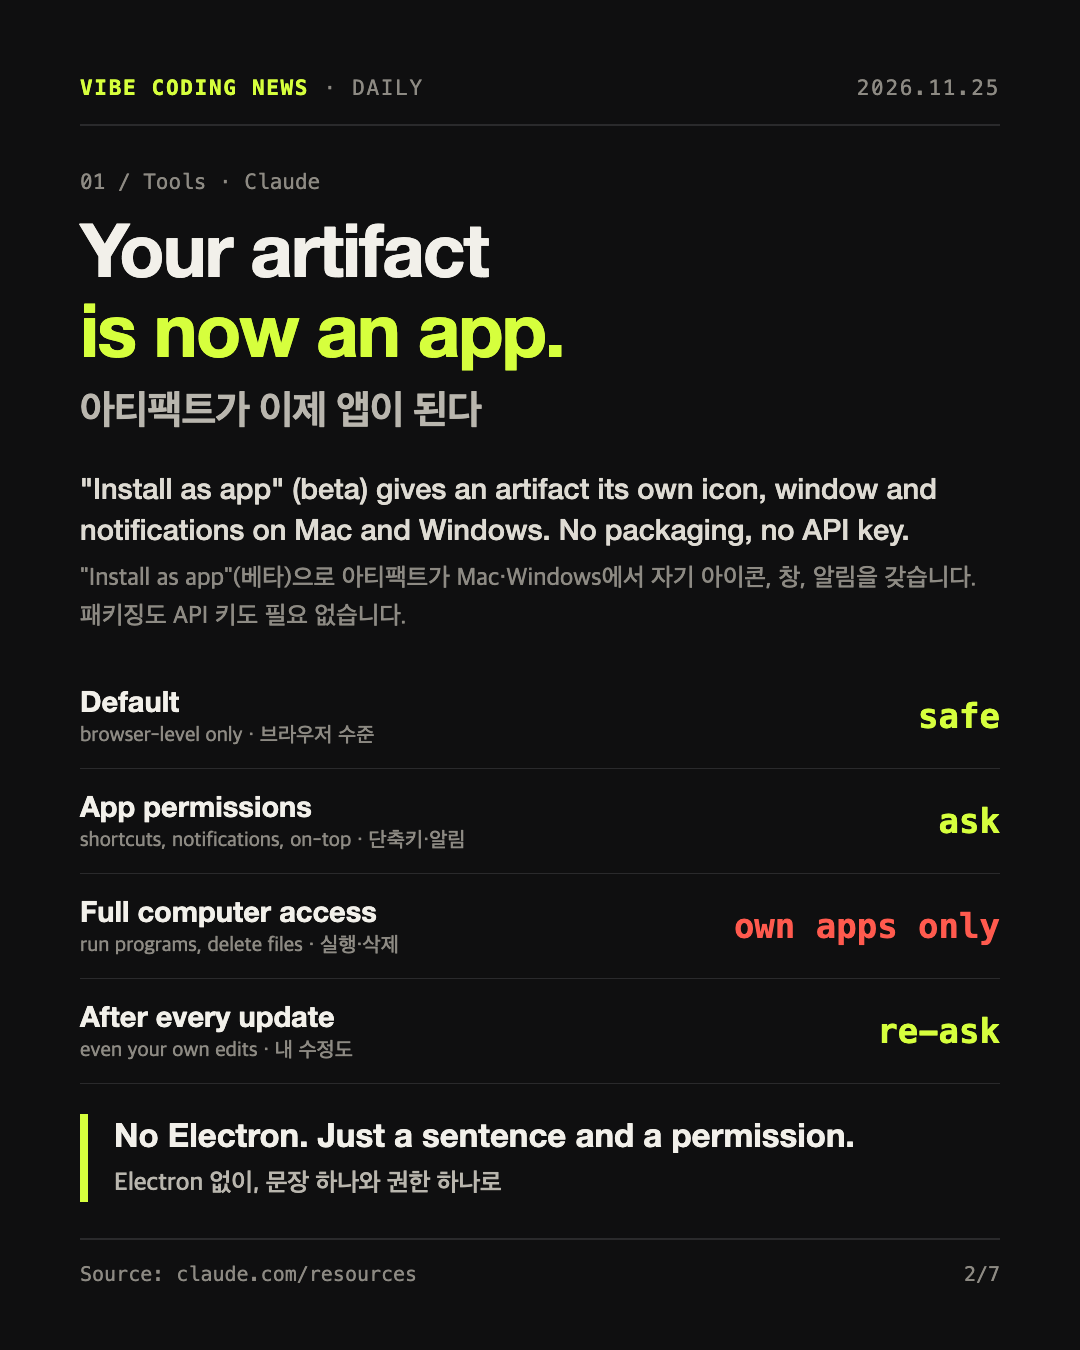 VIBE CODING NEWS · DAILY
2026.11.25
01 / Tools · Claude
Your artifact
is now an app.
아티팩트가 이제 앱이 된다
"Install as app" (beta) gives an artifact its own icon, window and
notifications on Mac and Windows. No packaging, no API key.
"Install as app"(베타)으로 아티팩트가 Mac·Windows에서 자기 아이콘, 창, 알림을 갖습니다.
패키징도 API 키도 필요 없습니다.
Default
safe
browser-level only · 브라우저 수준
App permissions
ask
shortcuts, notifications, on-top · 단축키·알림
Full computer access
own apps only
run programs, delete files · 실행·삭제
After every update
re-ask
even your own edits · 내 수정도
No Electron. Just a sentence and a permission.
Electron 없이, 문장 하나와 권한 하나로
Source: claude.com/resources
2/7